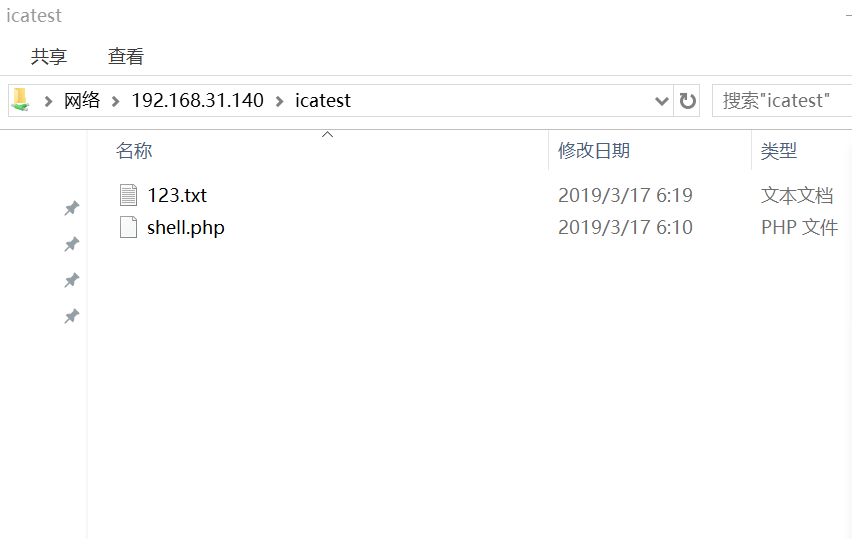 icatest
共享 查看
网络 192.168.31.140 icatest 搜索"icatest"
名称 修改日期 类型
123.txt 2019/3/17 6:19 文本文档
shell.php 2019/3/17 6:10 PHP 文件